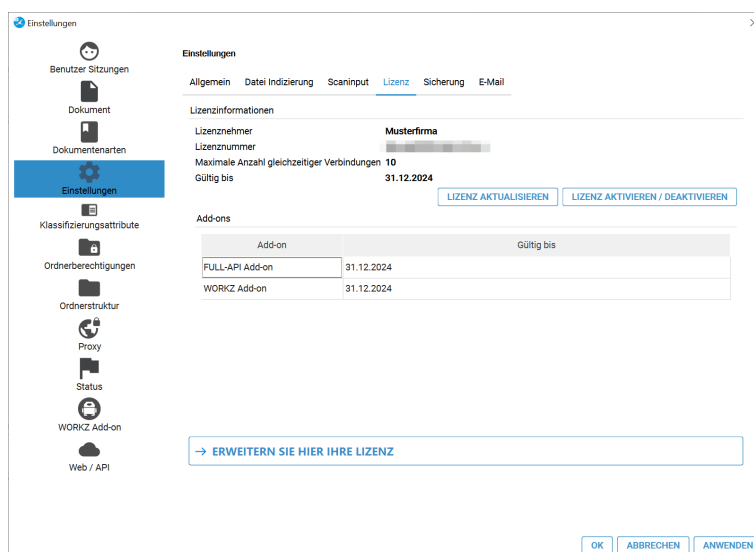 Einstellungen
Benutzer Sitzungen
Dokument
Dokumentenarten
Einstellungen
Klassifizierungsattribute
Ordnerberechtigungen
Ordnerstruktur
Proxy
Status
WORKZ Add-on
Web / API
Einstellungen
Allgemein Datei Indizierung Scaninput Lizenz Sicherung E-Mail
Lizenzinformationen
Lizenznehmer Musterfirma
Lizenznummer
Maximale Anzahl gleichzeitiger Verbindungen 10
Gültig bis 31.12.2024
LIZENZ AKTUALISIEREN LIZENZ AKTIVIEREN / DEAKTIVIEREN
Add-ons
Add-on Gültig bis
FULL-API Add-on 31.12.2024
WORKZ Add-on 31.12.2024
→ ERWEITERN SIE HIER IHRE LIZENZ
OK ABBRECHEN ANWENDEN